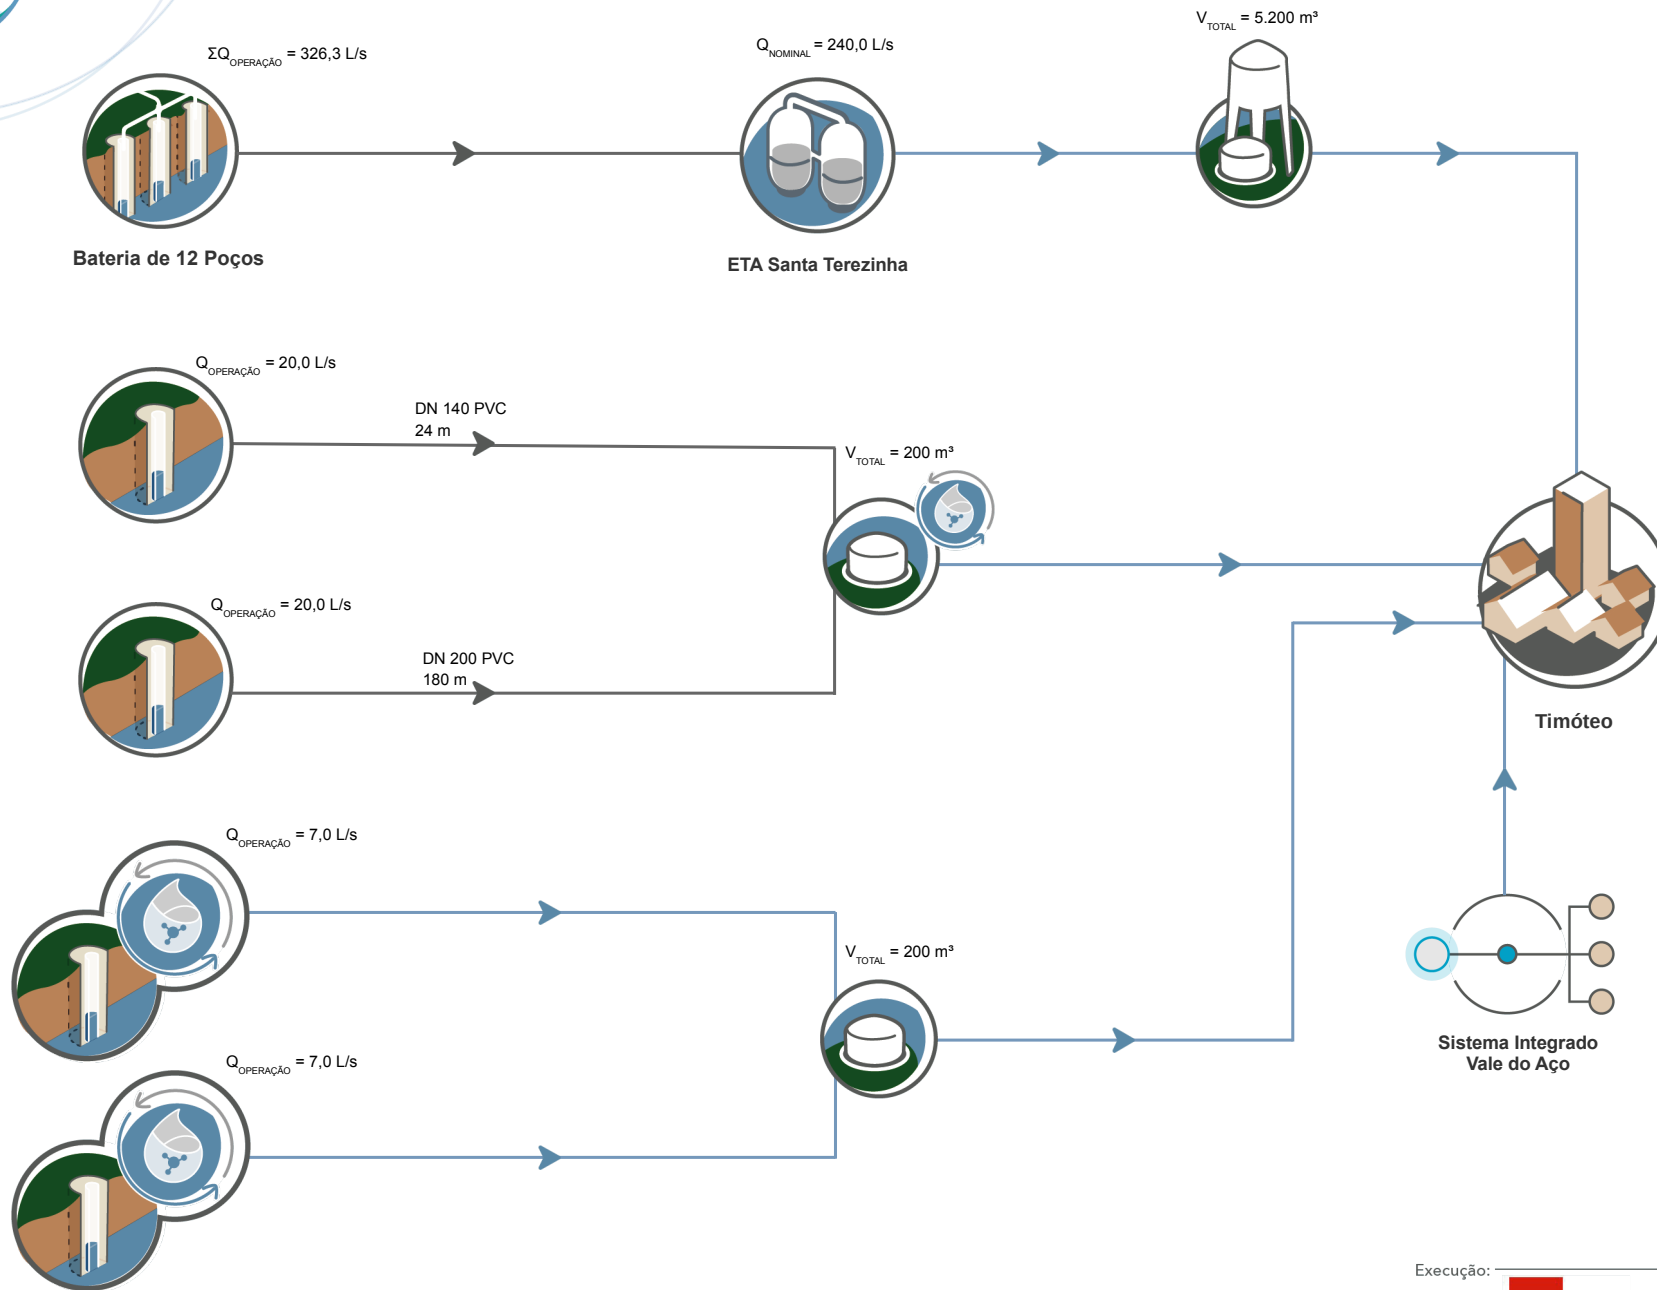 ΣQOPERAÇÃO = 326,3 L/s
QNOMINAL = 240,0 L/s
VTOTAL = 5.200 m³
Bateria de 12 Poços
ETA Santa Terezinha
QOPERAÇÃO = 20,0 L/s
DN 140 PVC
24 m
VTOTAL = 200 m³
QOPERAÇÃO = 20,0 L/s
DN 200 PVC
180 m
Timóteo
QOPERAÇÃO = 7,0 L/s
VTOTAL = 200 m³
Sistema Integrado
Vale do Aço
QOPERAÇÃO = 7,0 L/s
Execução: